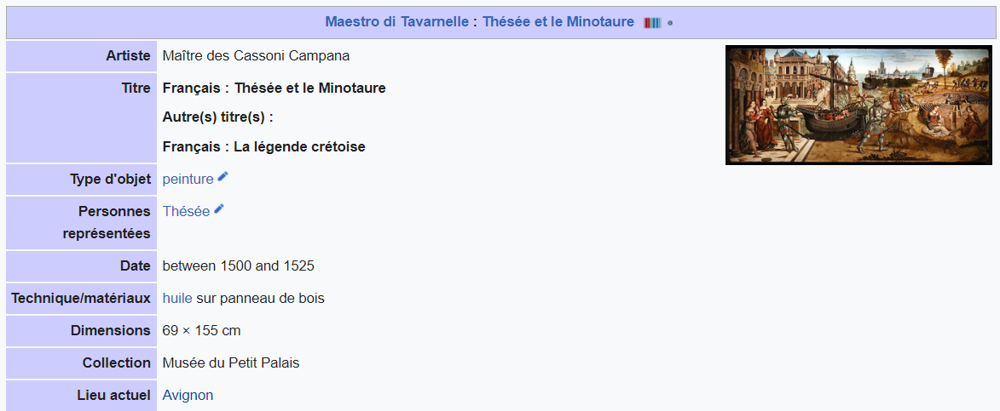 Maestro di Tavarnelle : Thésée et le Minotaure
Artiste Maître des Cassoni Campana
Titre Français : Thésée et le Minotaure
Autre(s) titre(s) :
Français : La légende crétoise
Type d'objet peinture
Personnes représentées Thésée
Date between 1500 and 1525
Technique/matériaux huile sur panneau de bois
Dimensions 69 × 155 cm
Collection Musée du Petit Palais
Lieu actuel Avignon